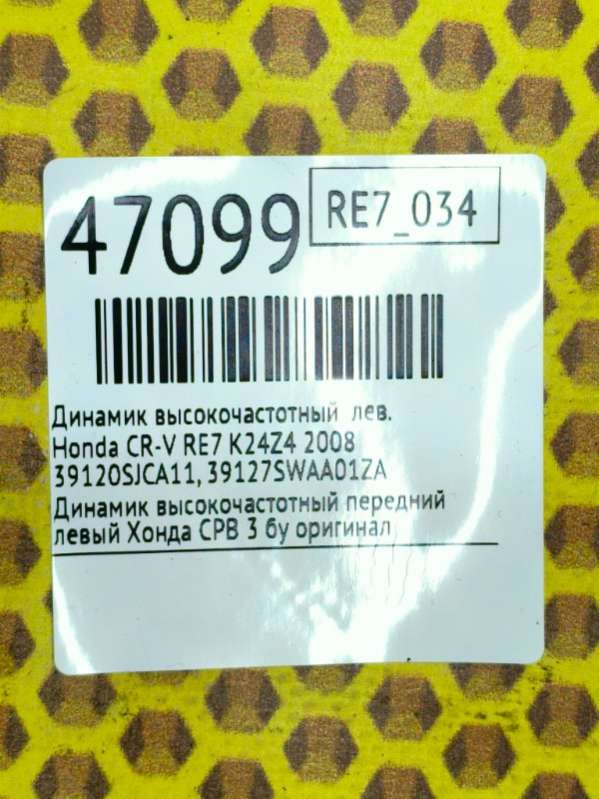 47099
RE7_034
Динамик высокочастотный лев.
Honda CR-V RE7 K24Z4 2008
39120SJCA11, 39127SWAA01ZA
Динамик высокочастотный передний
левый Хонда СРВ 3 бу оригинал